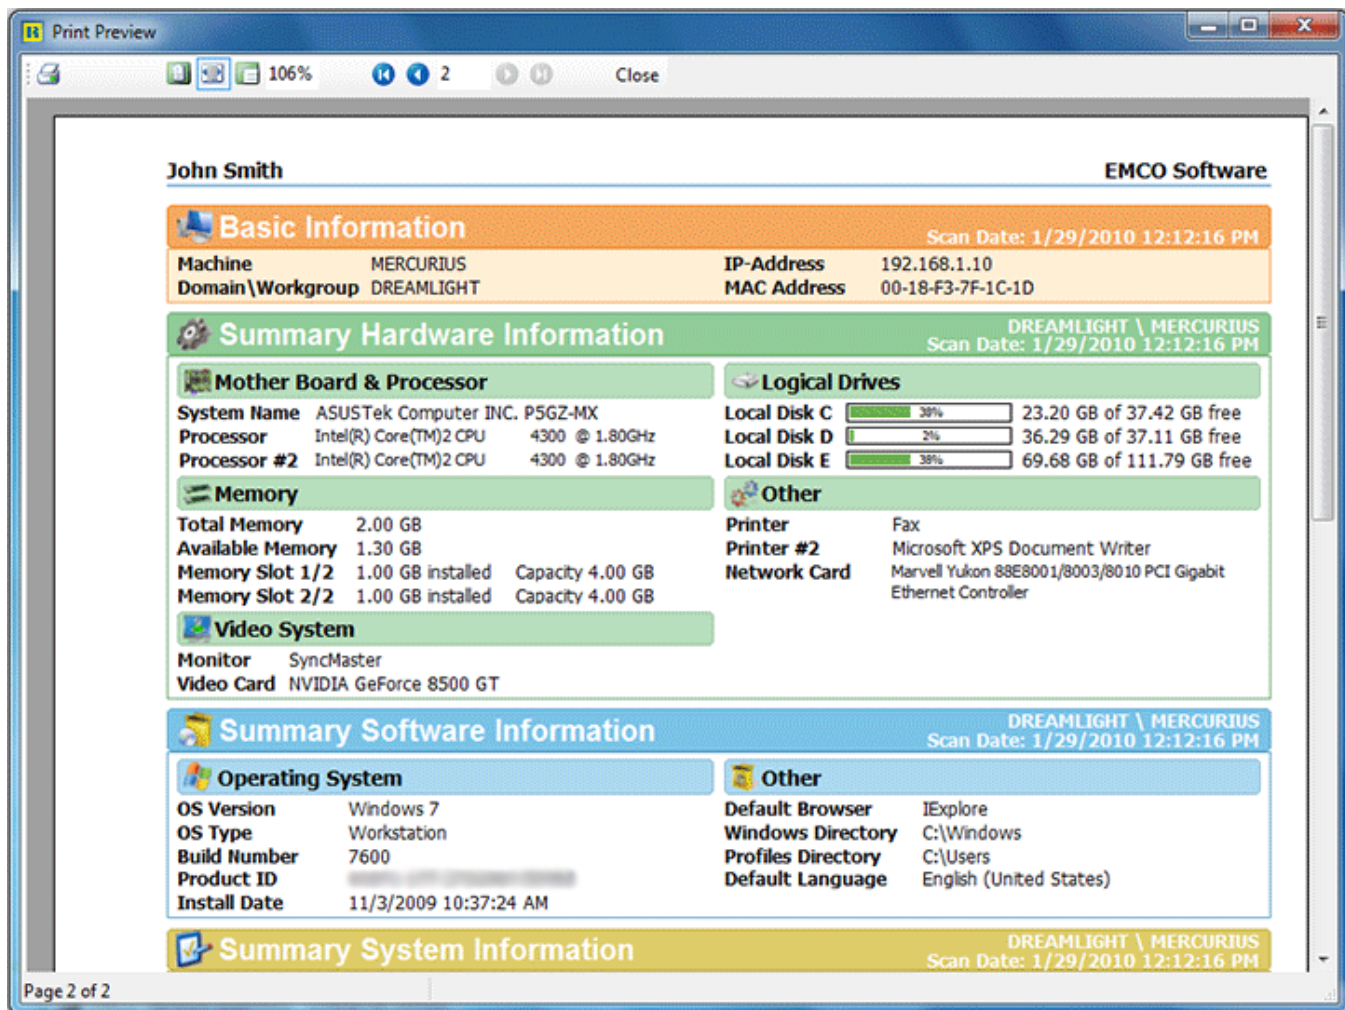 Print Preview
106%
2
Close
John Smith
EMCO Software
Basic Information
Scan Date: 1/29/2010 12:12:16 PM
Machine MERCURIUS
IP-Address 192.168.1.10
Domain\Workgroup DREAMLIGHT
MAC Address 00-18-F3-7F-1C-1D
Summary Hardware Information
DREAMLIGHT \ MERCURIUS
Scan Date: 1/29/2010 12:12:16 PM
Mother Board & Processor
System Name ASUSTek Computer INC. P5GZ-MX
Processor Intel(R) Core(TM)2 CPU 4300 @ 1.80GHz
Processor #2 Intel(R) Core(TM)2 CPU 4300 @ 1.80GHz
Logical Drives
Local Disk C 38% 23.20 GB of 37.42 GB free
Local Disk D 2% 36.29 GB of 37.11 GB free
Local Disk E 38% 69.68 GB of 111.79 GB free
Memory
Total Memory 2.00 GB
Available Memory 1.30 GB
Memory Slot 1/2 1.00 GB installed Capacity 4.00 GB
Memory Slot 2/2 1.00 GB installed Capacity 4.00 GB
Other
Printer Fax
Printer #2 Microsoft XPS Document Writer
Network Card Marvell Yukon 88E8001/8003/8010 PCI Gigabit
Ethernet Controller
Video System
Monitor SyncMaster
Video Card NVIDIA GeForce 8500 GT
Summary Software Information
DREAMLIGHT \ MERCURIUS
Scan Date: 1/29/2010 12:12:16 PM
Operating System
OS Version Windows 7
OS Type Workstation
Build Number 7600
Product ID
Install Date 11/3/2009 10:37:24 AM
Other
Default Browser IExplore
Windows Directory C:\Windows
Profiles Directory C:\Users
Default Language English (United States)
Summary System Information
DREAMLIGHT \ MERCURIUS
Scan Date: 1/29/2010 12:12:16 PM
Page 2 of 2